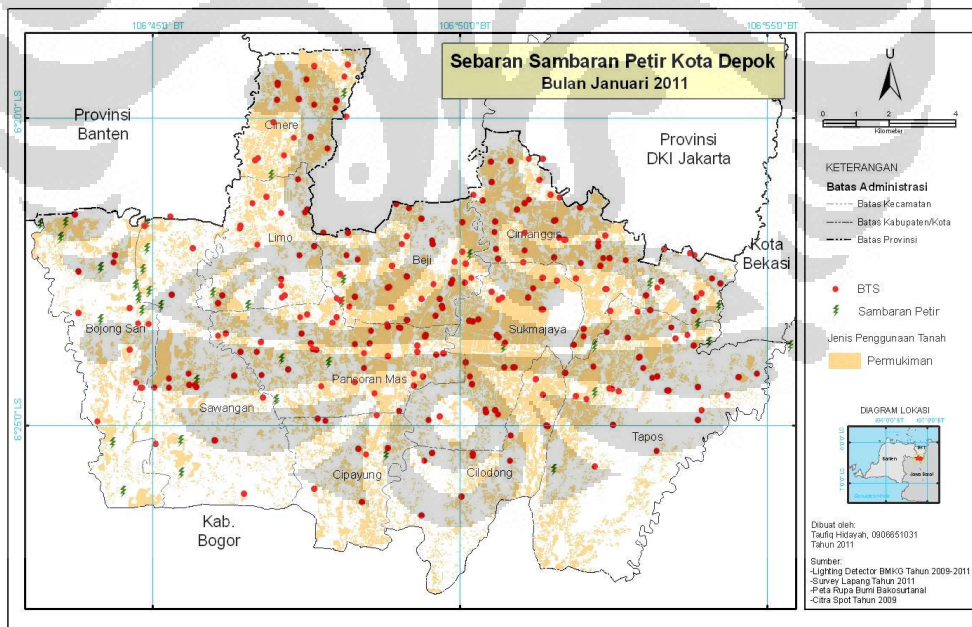 106°45'0" BT
106°50'0" BT
106°55'0" BT
Sebaran Sambaran Petir Kota Depok
Bulan Januari 2011
6°20'0" LS
6°25'0" LS
Provinsi
Banten
Provinsi
DKI Jakarta
Kota
Bekasi
Kab.
Bogor
Cinere
Limo
Beji
Cimanggis
Bojong Sari
Sukmajaya
Pancoran Mas
Sawangan
Tapos
Cipayung
Cilodong
U
0 1 2 4
Kilometer
KETERANGAN
Batas Administrasi
Batas Kecamatan
Batas Kabupaten/Kota
Batas Provinsi
BTS
Sambaran Petir
Jenis Penggunaan Tanah
Permukiman
DIAGRAM LOKASI
Banten
Jawa Barat
Dibuat oleh:
Taufiq Hidayah, 0906651031
Tahun 2011
Sumber:
-Lighting Detector BMKG Tahun 2009-2011
-Survey Lapang Tahun 2011
-Peta Rupa Bumi Bakosurtanal
-Citra Spot Tahun 2009